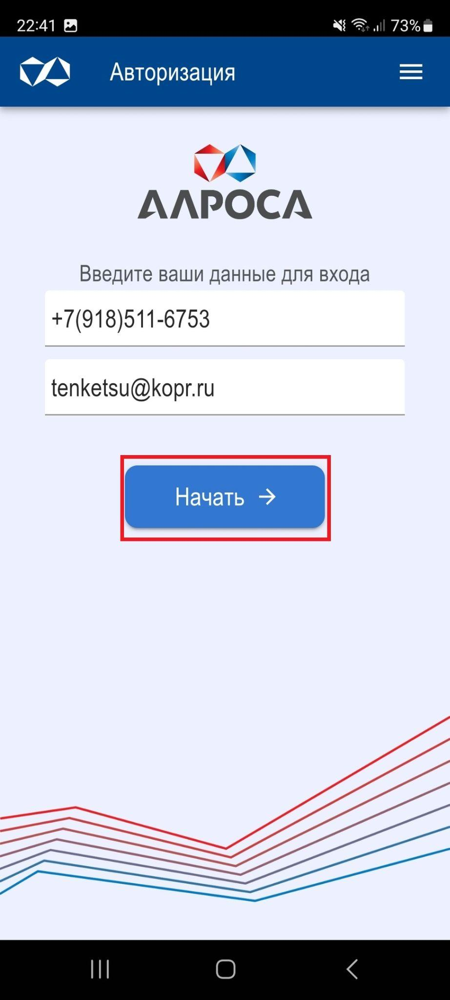 22:41 73%
Авторизация
АЛРОСА
Введите ваши данные для входа
+7(918)511-6753
tenketsu@kopr.ru
Начать →